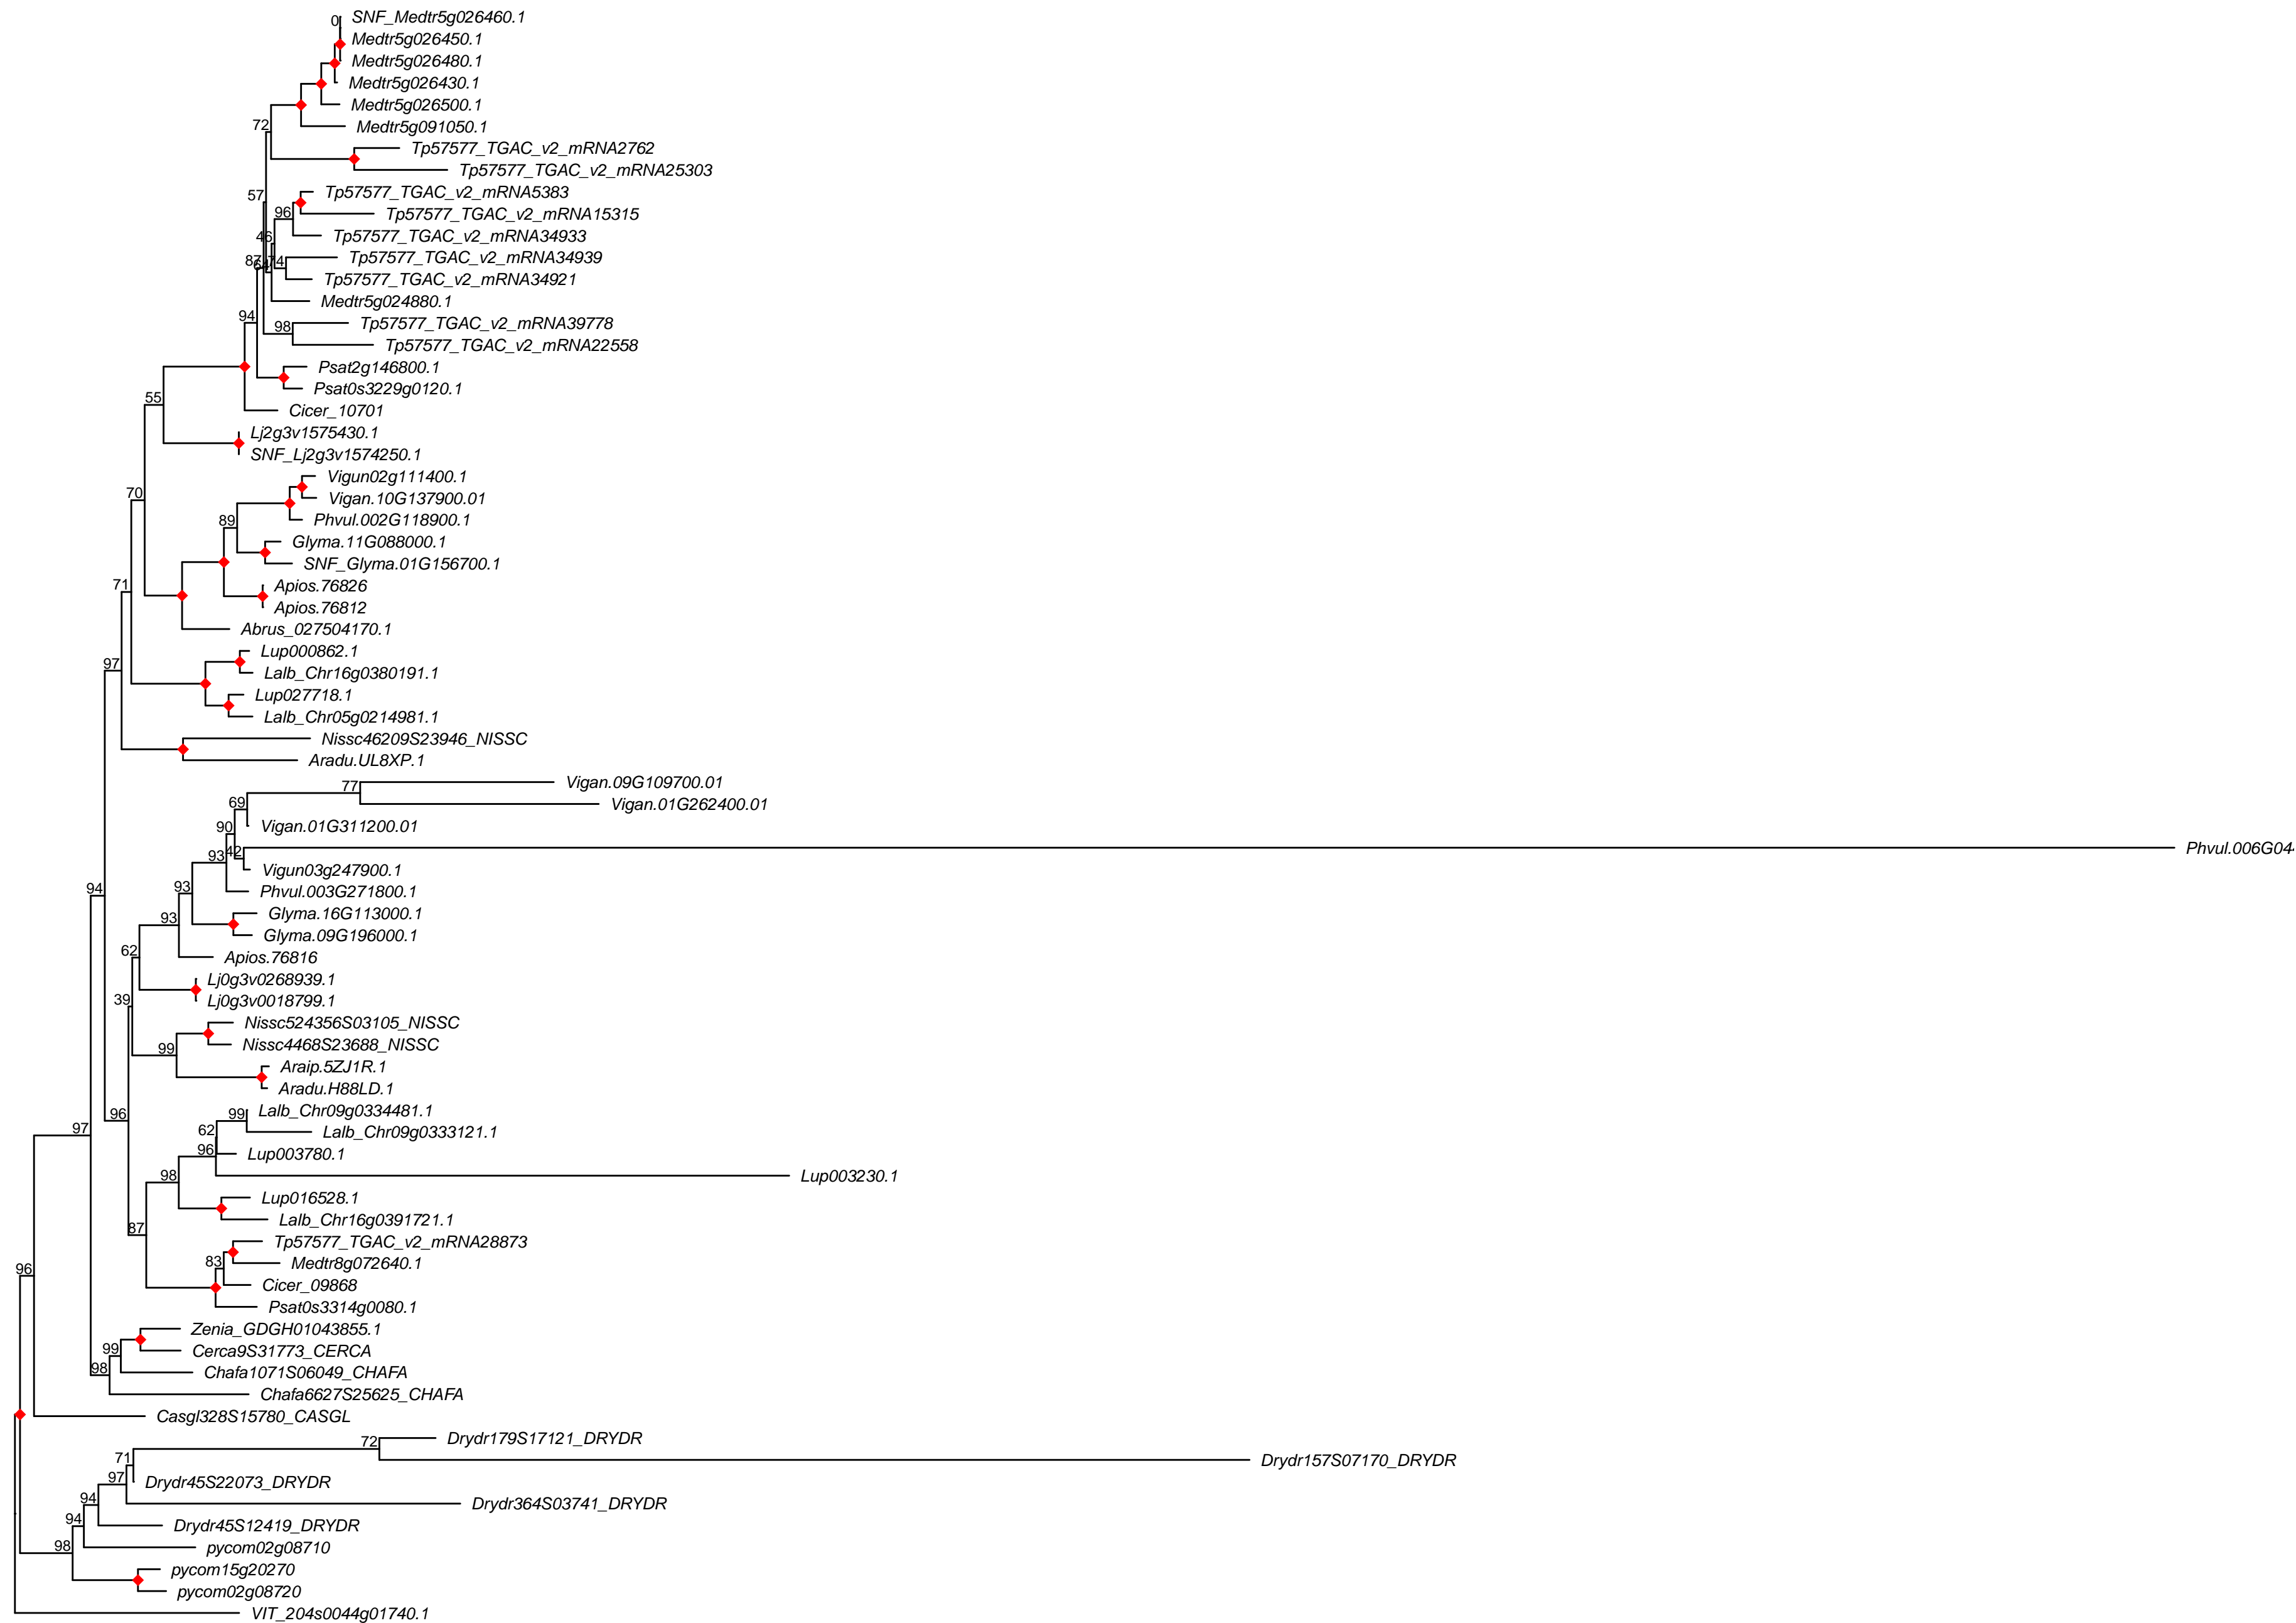 0
SNF_Medtr5g026460.1
Medtr5g026450.1
Medtr5g026480.1
Medtr5g026430.1
Medtr5g026500.1
72
Medtr5g091050.1
Tp57577_TGAC_v2_mRNA2762
Tp57577_TGAC_v2_mRNA25303
57
Tp57577_TGAC_v2_mRNA5383
96
Tp57577_TGAC_v2_mRNA15315
46
Tp57577_TGAC_v2_mRNA34933
87
74
Tp57577_TGAC_v2_mRNA34939
Tp57577_TGAC_v2_mRNA34921
Medtr5g024880.1
94
98
Tp57577_TGAC_v2_mRNA39778
Tp57577_TGAC_v2_mRNA22558
Psat2g146800.1
Psat0s3229g0120.1
55
Cicer_10701
Lj2g3v1575430.1
SNF_Lj2g3v1574250.1
Vigun02g111400.1
70
Vigan.10G137900.01
89
Phvul.002G118900.1
Glyma.11G088000.1
SNF_Glyma.01G156700.1
71
Apios.76826
Apios.76812
Abrus_027504170.1
97
Lup000862.1
Lalb_Chr16g0380191.1
Lup027718.1
Lalb_Chr05g0214981.1
Nissc46209S23946_NISSC
Aradu.UL8XP.1
77
Vigan.09G109700.01
69
Vigan.01G262400.01
90
Vigan.01G311200.01
93
42
Phvul.006G04
Vigun03g247900.1
94
93
Phvul.003G271800.1
93
Glyma.16G113000.1
Glyma.09G196000.1
62
Apios.76816
Lj0g3v0268939.1
39
Lj0g3v0018799.1
Nissc524356S03105_NISSC
99
Nissc4468S23688_NISSC
Araip.5ZJ1R.1
Aradu.H88LD.1
96
99
Lalb_Chr09g0334481.1
97
62
Lalb_Chr09g0333121.1
96
Lup003780.1
98
Lup003230.1
Lup016528.1
87
Lalb_Chr16g0391721.1
Tp57577_TGAC_v2_mRNA28873
96
83
Medtr8g072640.1
Cicer_09868
Psat0s3314g0080.1
Zenia_GDGH01043855.1
99
Cerca9S31773_CERCA
98
Chafa1071S06049_CHAFA
Chafa6627S25625_CHAFA
Casgl328S15780_CASGL
72
Drydr179S17121_DRYDR
71
Drydr157S07170_DRYDR
97
Drydr45S22073_DRYDR
94
Drydr364S03741_DRYDR
94
Drydr45S12419_DRYDR
98
pycom02g08710
pycom15g20270
pycom02g08720
VIT_204s0044g01740.1